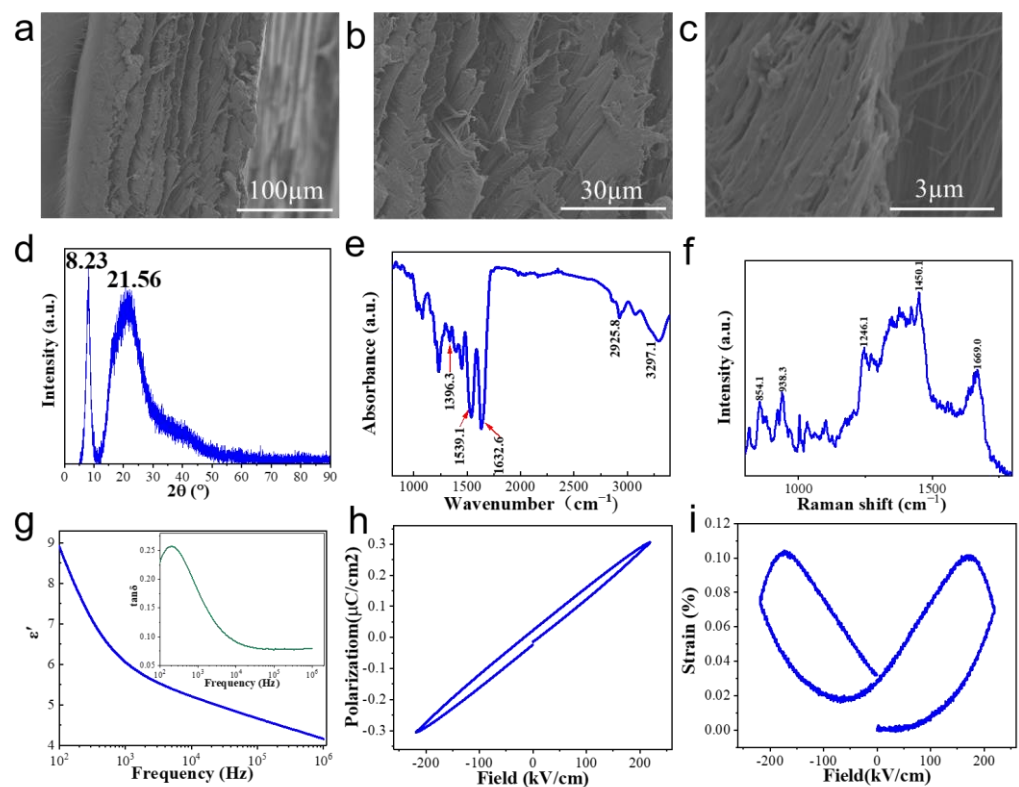 a
b
c
100μm
30μm
3μm
d
8.23
21.56
Intensity (a.u.)
0 10 20 30 40 50 60 70 80 90
2θ (°)
e
Absorbance (a.u.)
1396.3
1539.1
1632.6
2925.8
3297.1
1000 1500 2000 2500 3000
Wavenumber (cm⁻¹)
f
Intensity (a.u.)
854.1
938.3
1246.1
1450.1
1669.0
1000 1500
Raman shift (cm⁻¹)
g
ε′
9
8
7
6
5
4
10² 10³ 10⁴ 10⁵ 10⁶
Frequency (Hz)
tanδ
0.25
0.20
0.15
0.10
0.05
10² 10³ 10⁴ 10⁵ 10⁶
Frequency (Hz)
h
Polarizatiom(μC/cm2)
0.3
0.2
0.1
0.0
-0.1
-0.2
-0.3
-200 -100 0 100 200
Field (kV/cm)
i
Strain (%)
0.12
0.10
0.08
0.06
0.04
0.02
0.00
-200 -100 0 100 200
Field(kV/cm)